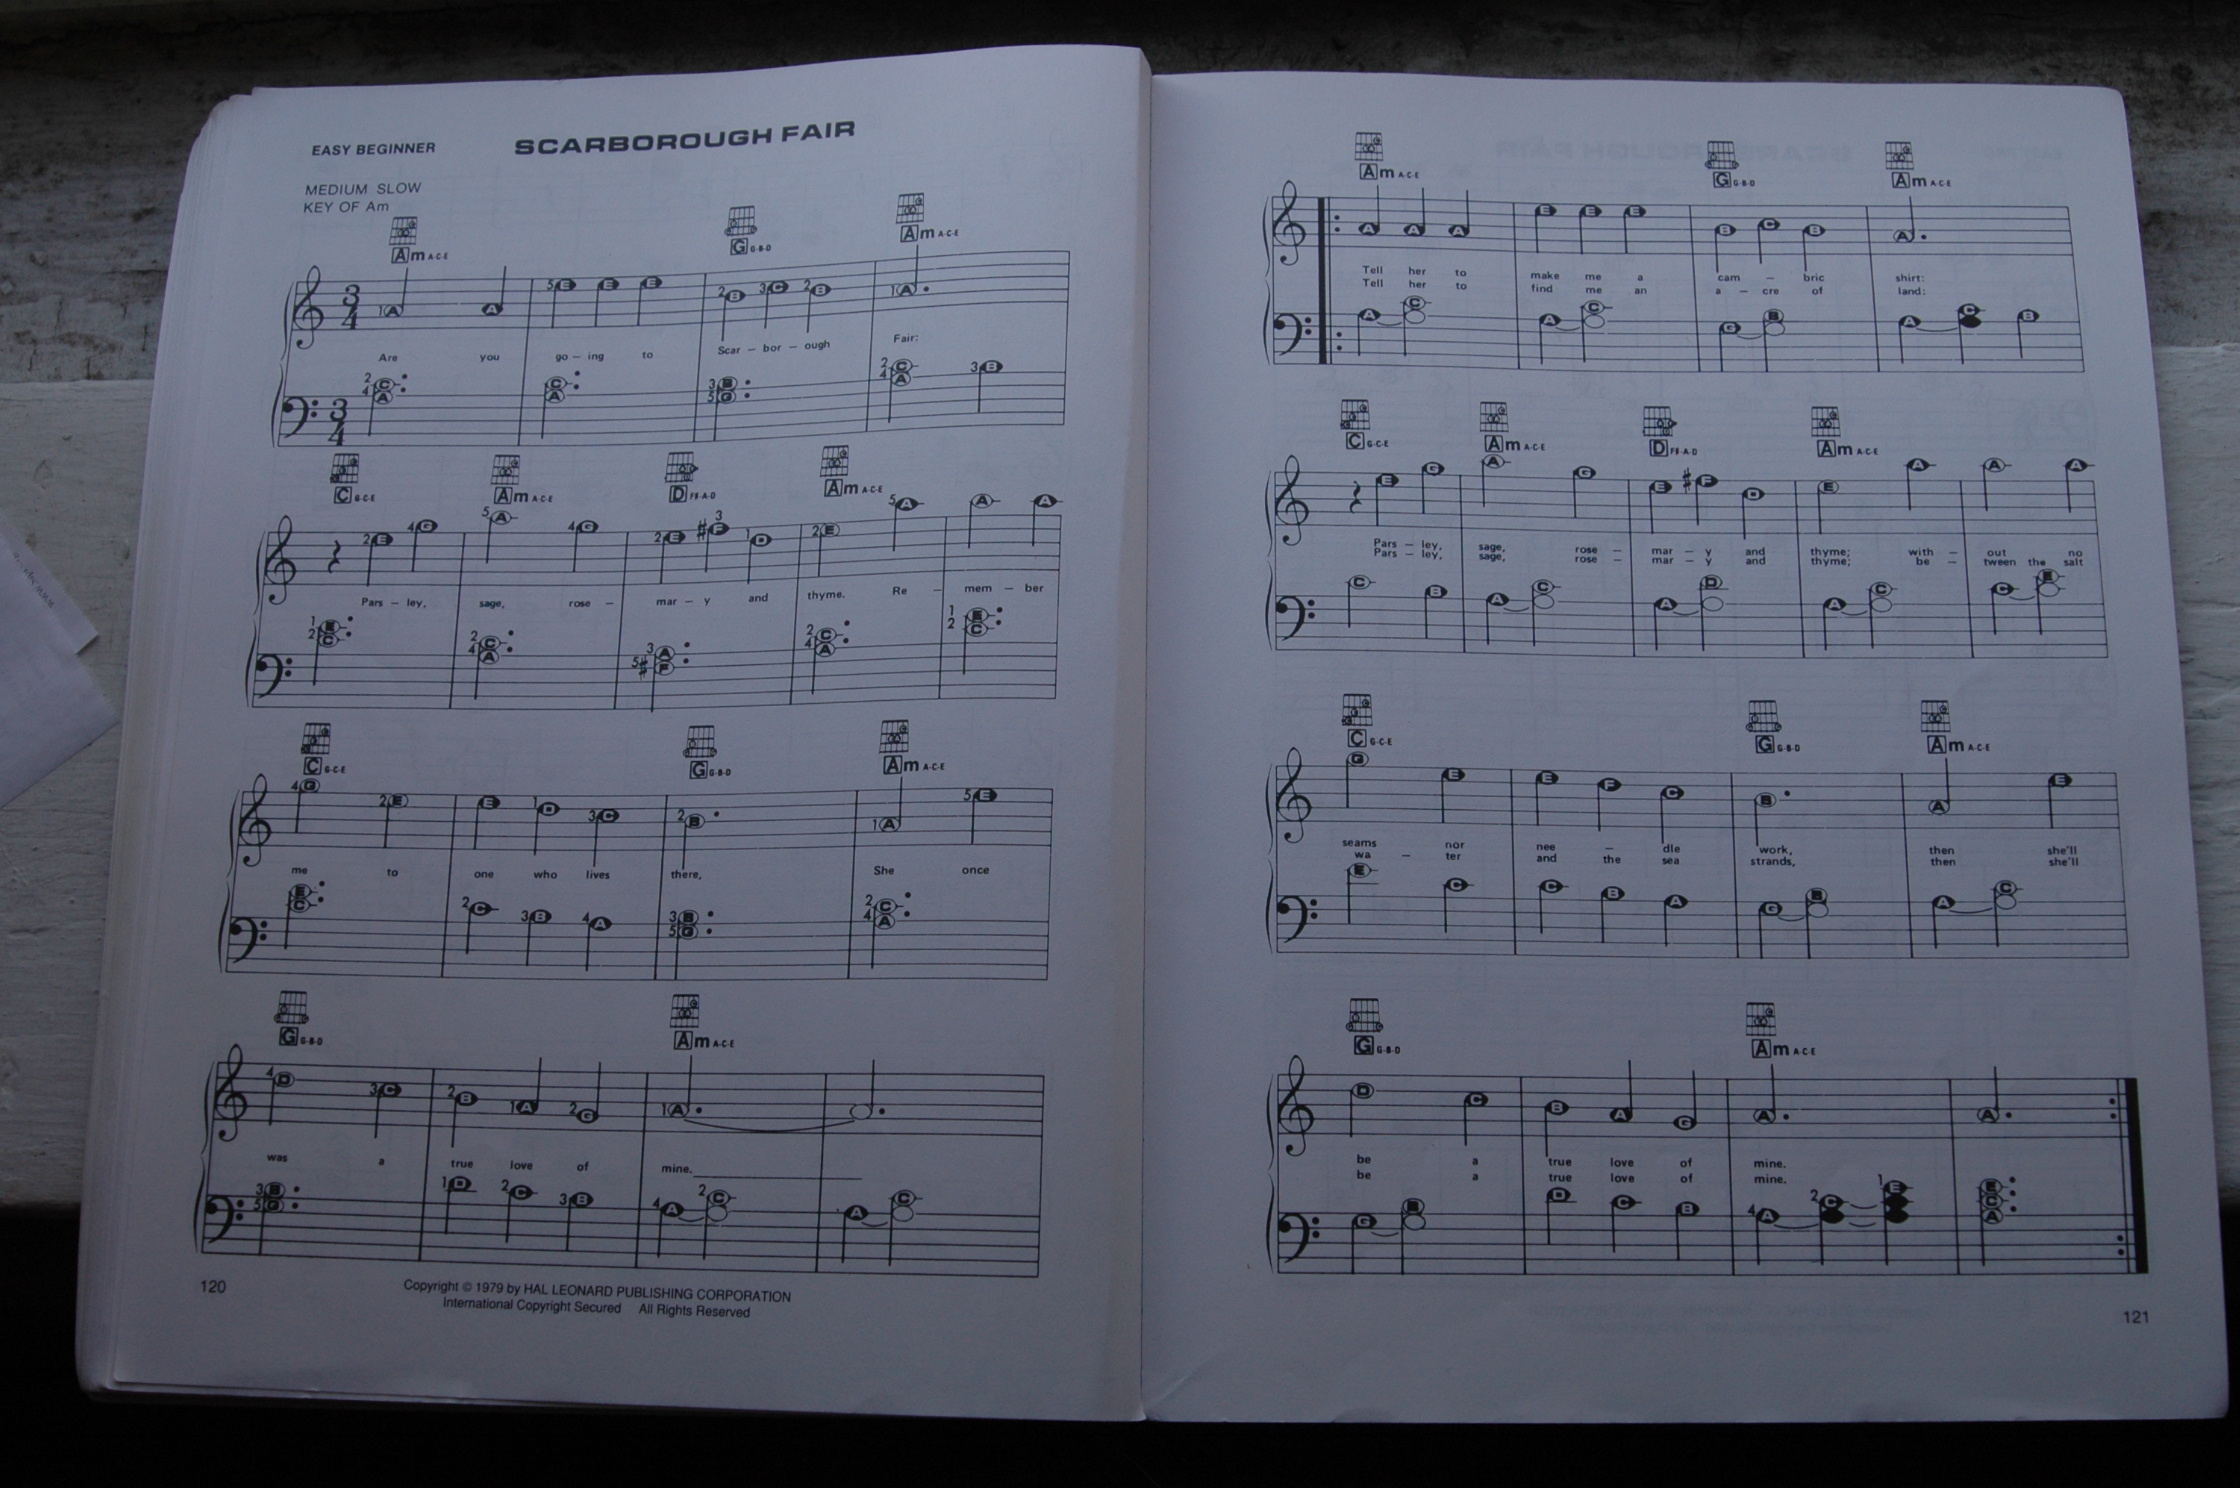 EASY BEGINNER
SCARBOROUGH FAIR
MEDIUM SLOW
KEY OF Am
Am A-C-E G G-B-D Am A-C-E
Are you go – ing to Scar – bor – ough Fair:
C G-C-E Am A-C-E D F#-A-D Am A-C-E
Pars – ley, sage, rose – mar – y and thyme. Re – mem – ber
C G-C-E G G-B-D Am A-C-E
me to one who lives there, She once
G G-B-D Am A-C-E
was a true love of mine.
120
Copyright © 1979 by HAL LEONARD PUBLISHING CORPORATION
International Copyright Secured All Rights Reserved
Am A-C-E G G-B-D Am A-C-E
Tell her to make me a cam – bric shirt:
Tell her to find me an a – cre of land:
C G-C-E Am A-C-E D F#-A-D Am A-C-E
Pars – ley, sage, rose – mar – y and thyme; with – out no
Pars – ley, sage, rose – mar – y and thyme; be – tween the salt
C G-C-E G G-B-D Am A-C-E
seams nor nee – dle work, then she'll
wa – ter and the sea strands, then she'll
G G-B-D Am A-C-E
be a true love of mine.
be a true love of mine.
121